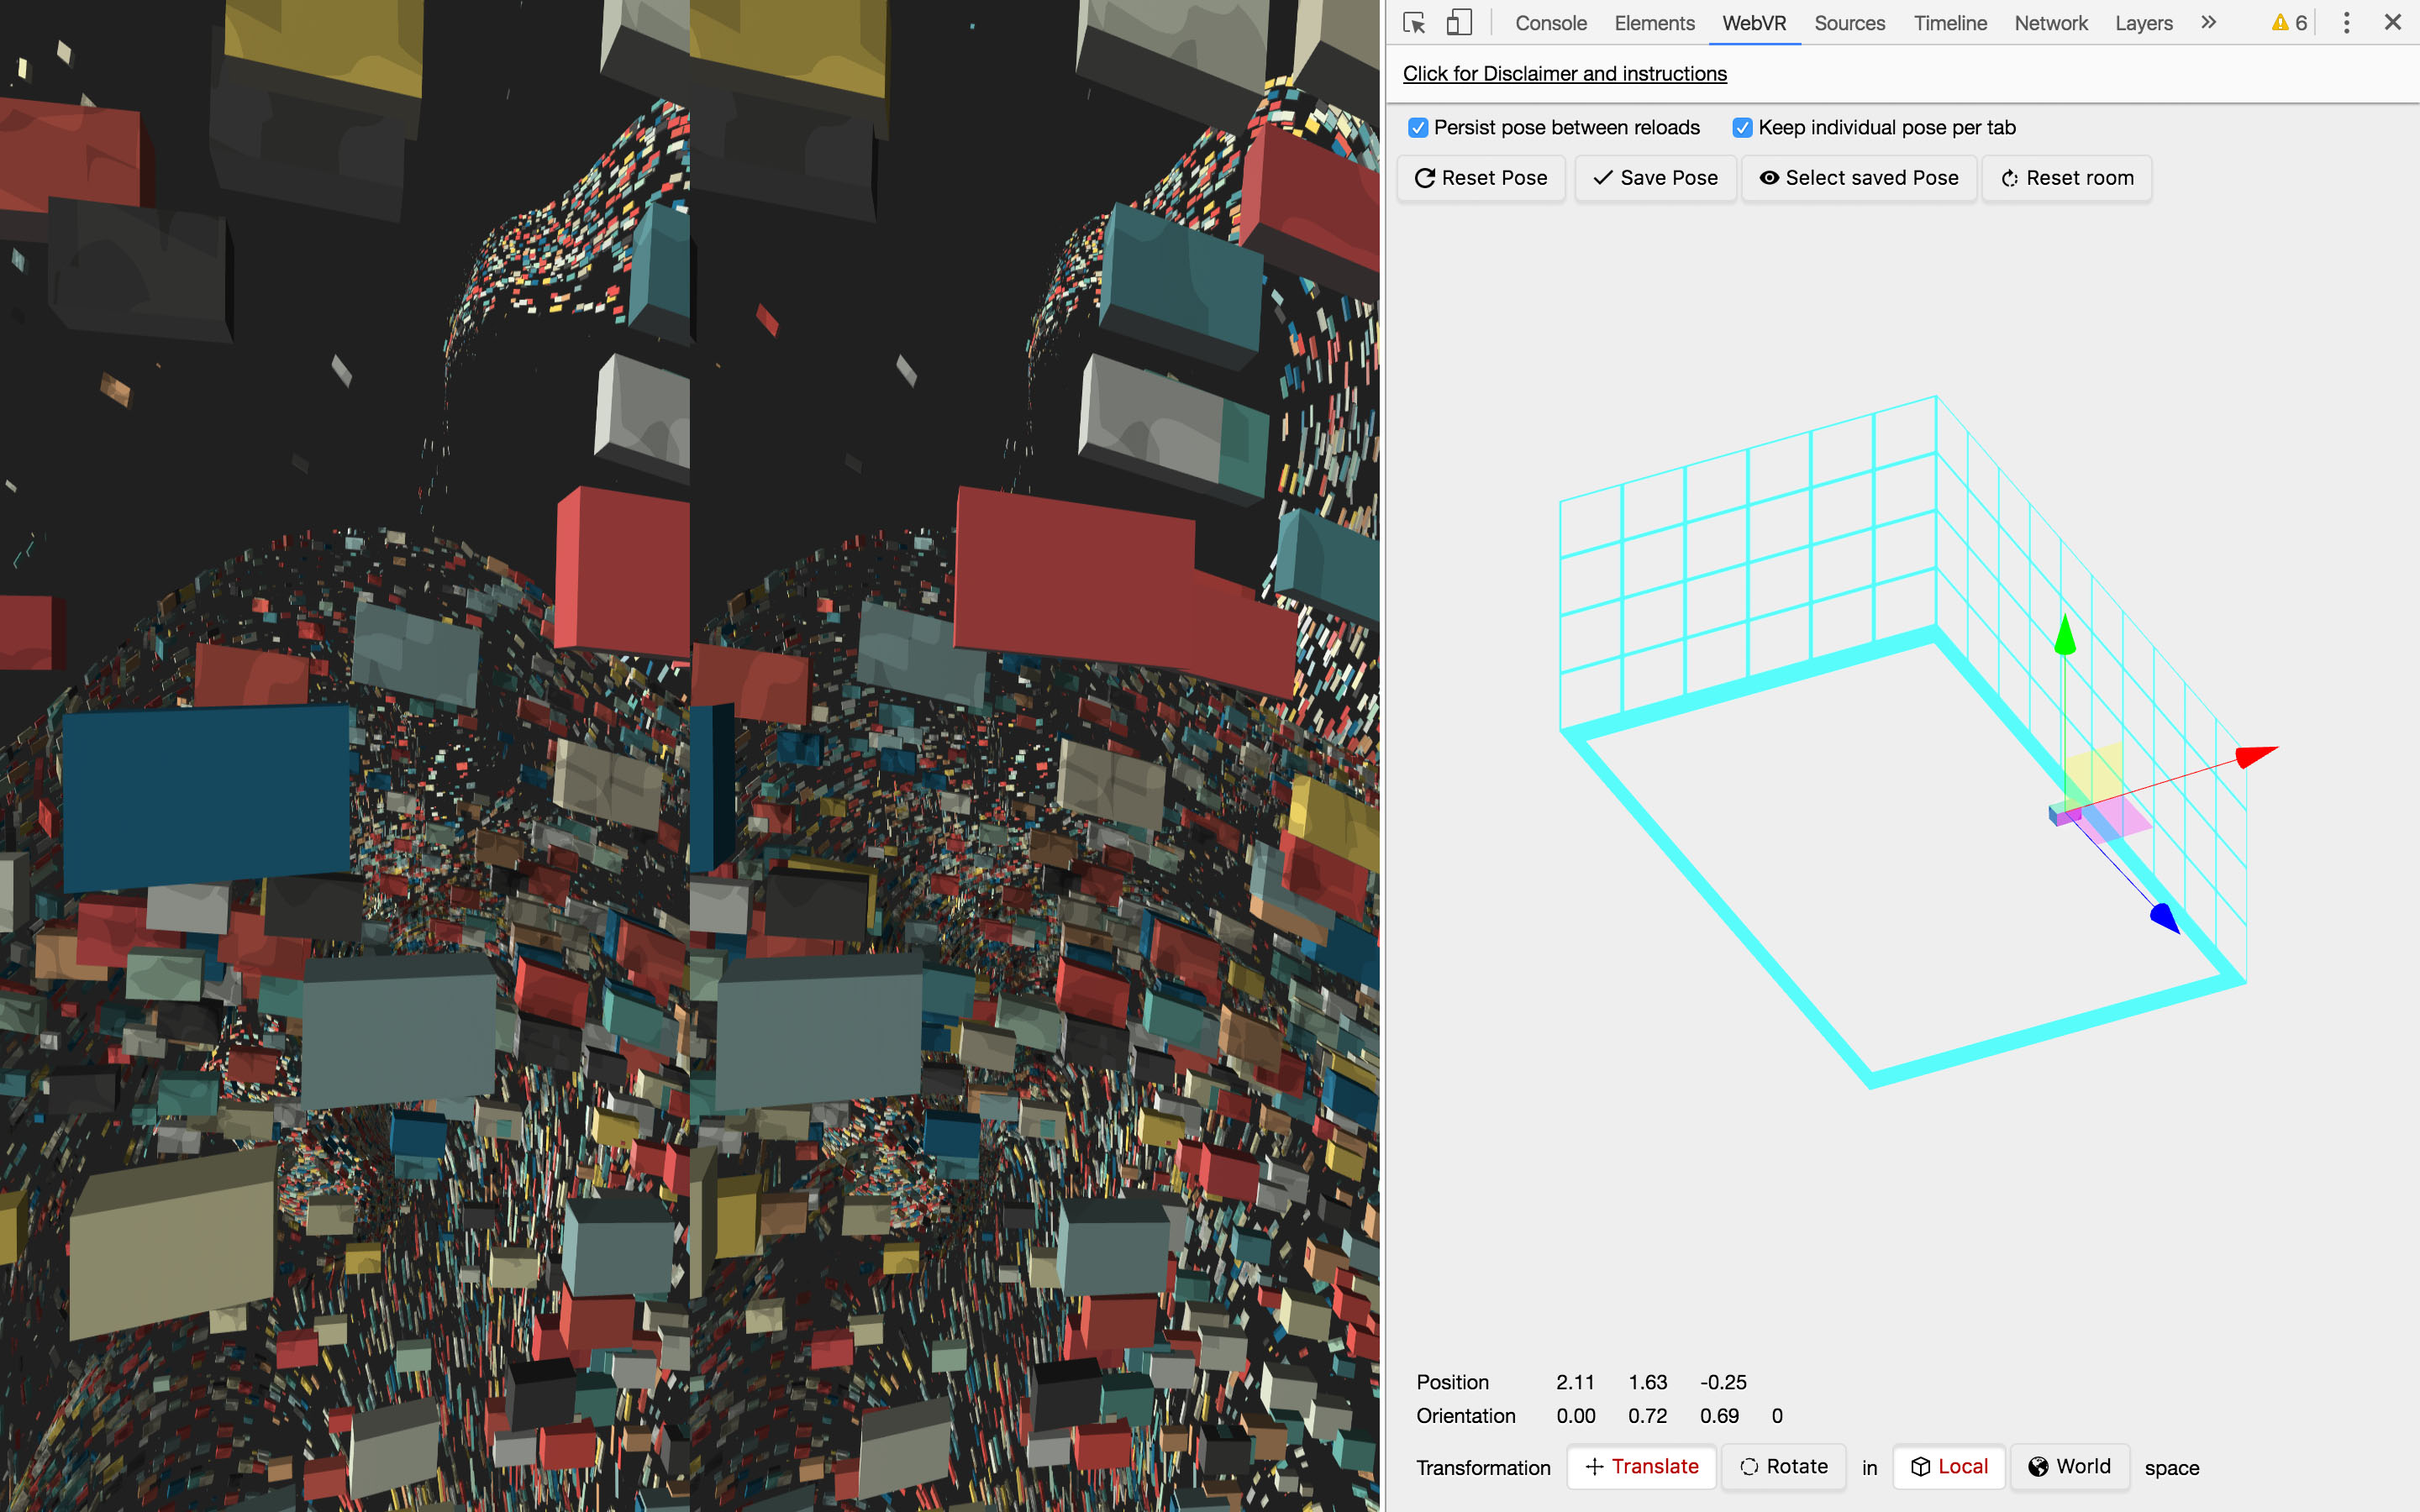 Console Elements WebVR Sources Timeline Network Layers » 6
Click for Disclaimer and instructions
Persist pose between reloads Keep individual pose per tab
Reset Pose Save Pose Select saved Pose Reset room
Position 2.11 1.63 -0.25
Orientation 0.00 0.72 0.69 0
Transformation Translate Rotate in Local World space